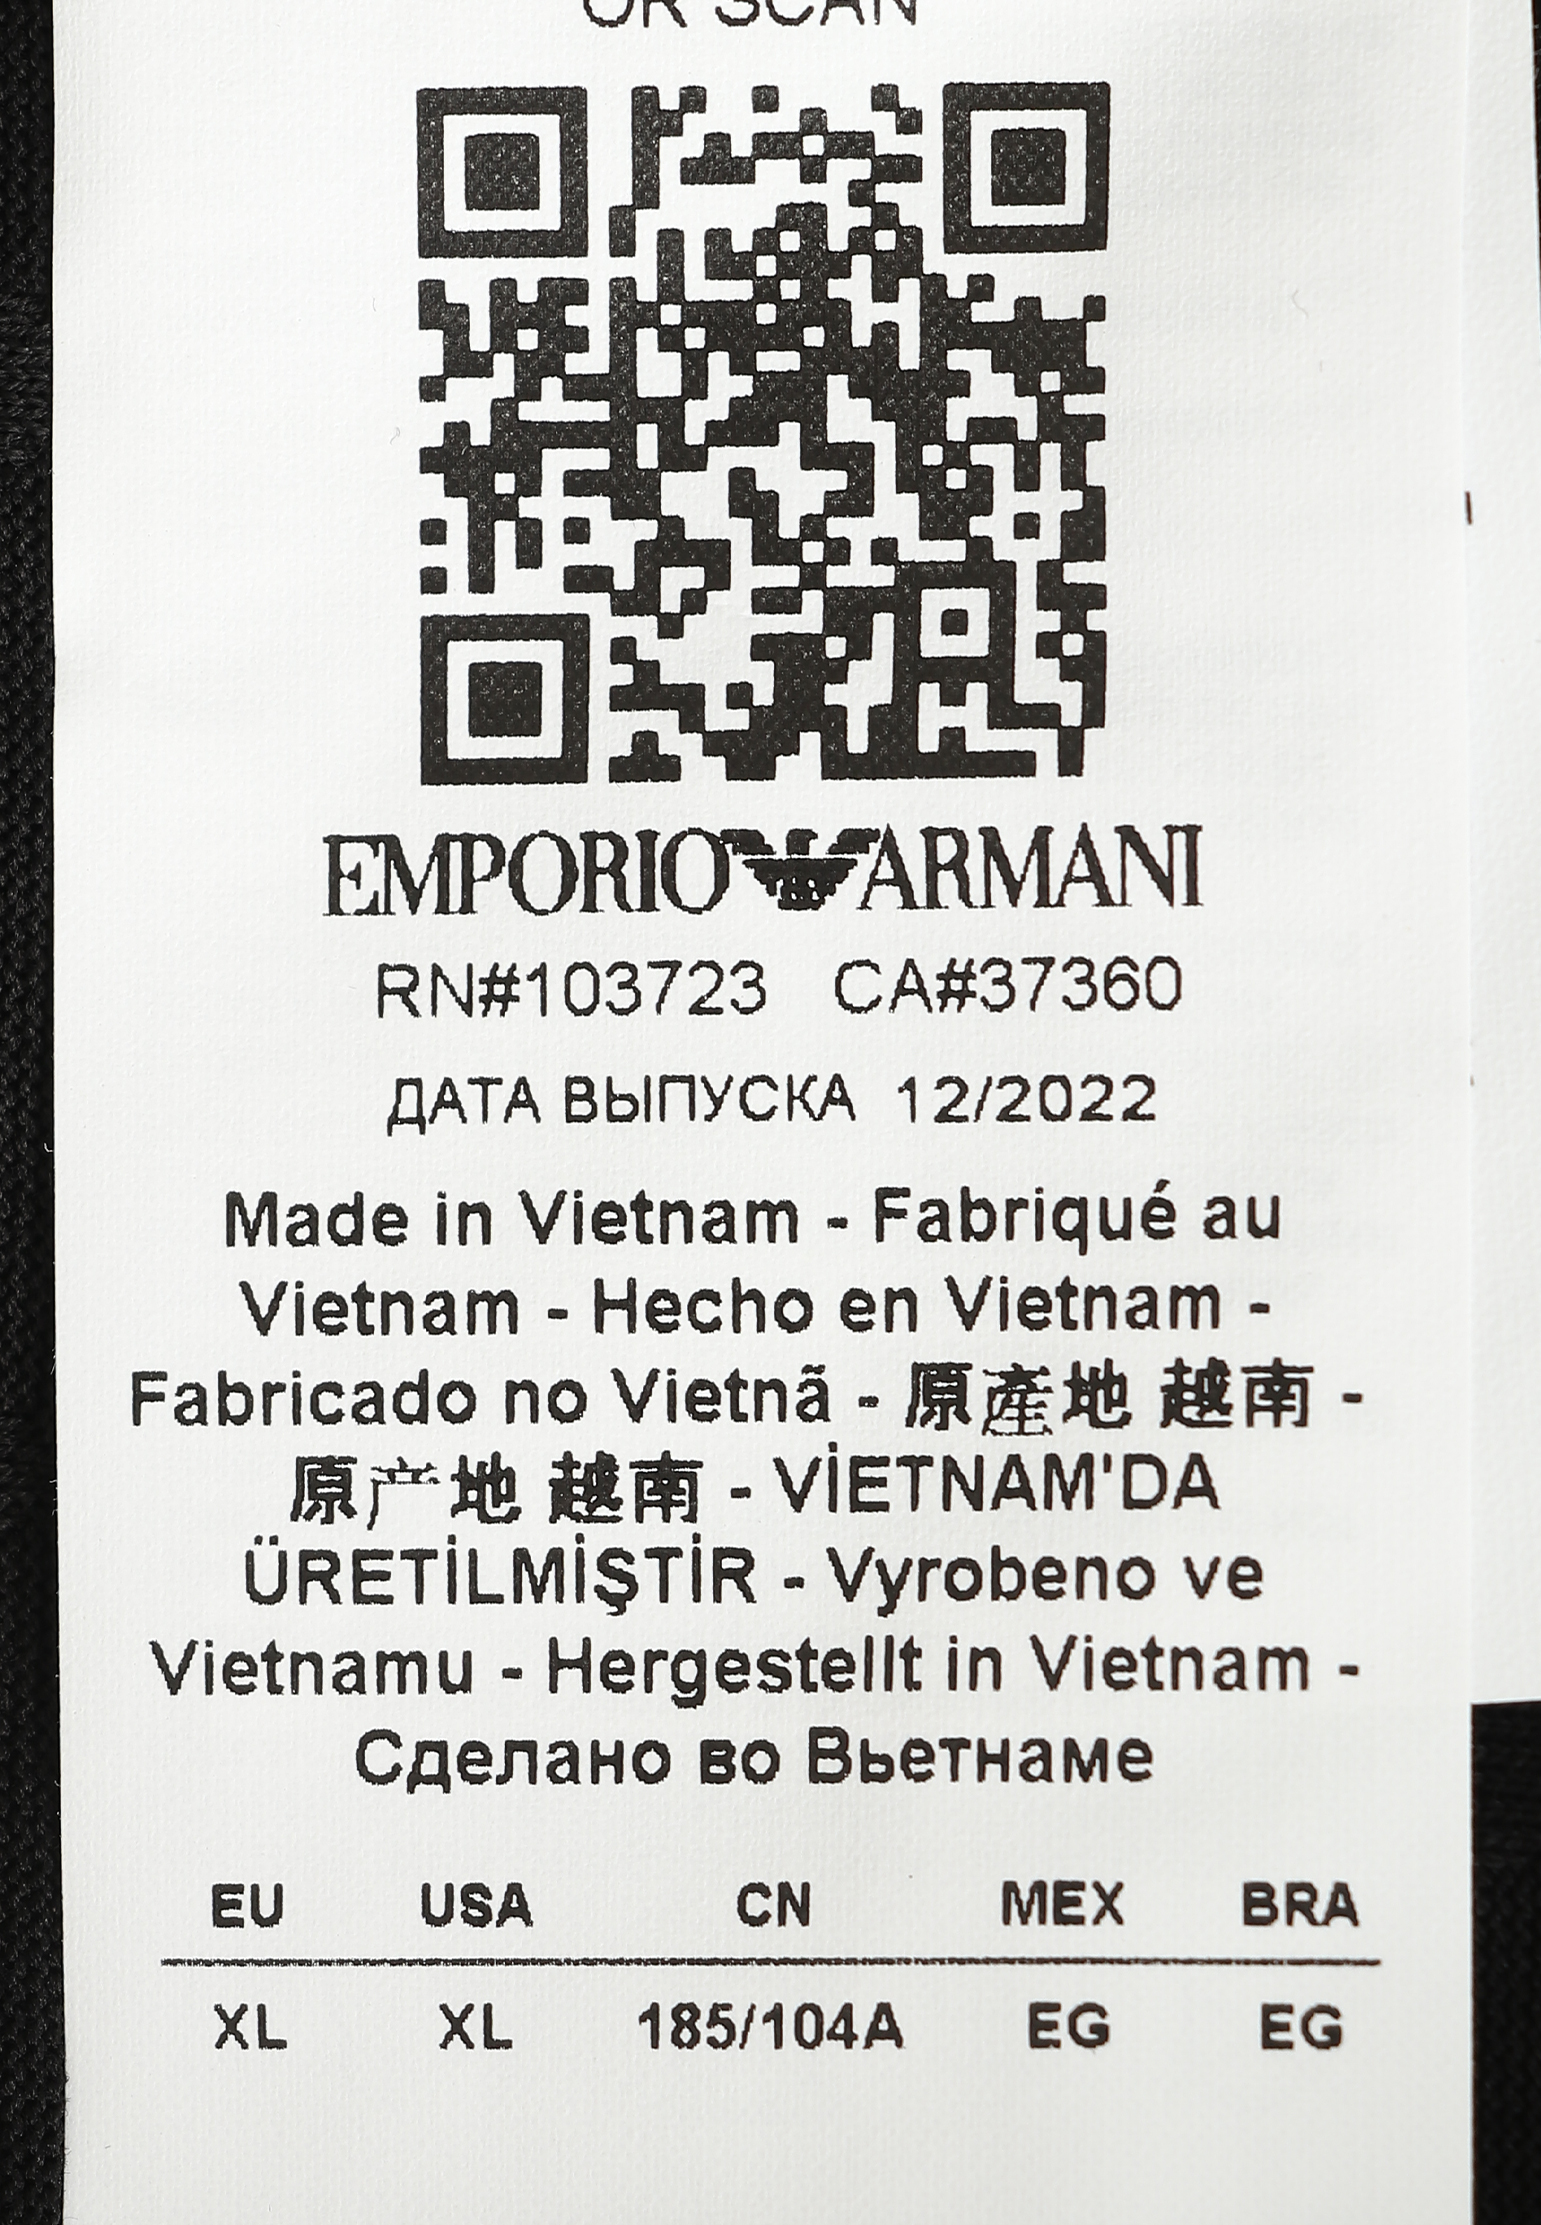 OR SCAN
EMPORIO ARMANI
RN#103723 CA#37360
ДАТА ВЫПУСКА 12/2022
Made in Vietnam - Fabriqué au
Vietnam - Hecho en Vietnam -
Fabricado no Vietnã - 原產地 越南 -
原产地 越南 - VİETNAM'DA
ÜRETİLMİŞTİR - Vyrobeno ve
Vietnamu - Hergestellt in Vietnam -
Сделано во Вьетнаме
EU USA CN MEX BRA
XL XL 185/104A EG EG